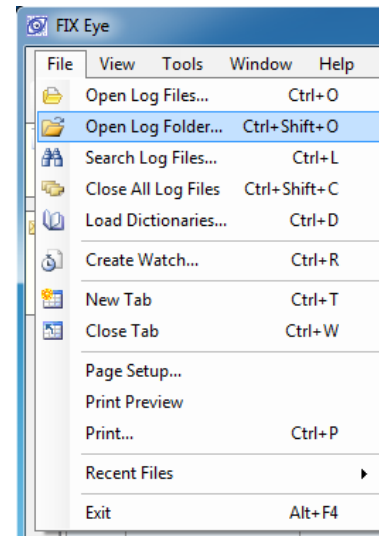 FIX Eye
File View Tools Window Help
Open Log Files... Ctrl+O
Open Log Folder... Ctrl+Shift+O
Search Log Files... Ctrl+L
Close All Log Files Ctrl+Shift+C
Load Dictionaries... Ctrl+D
Create Watch... Ctrl+R
New Tab Ctrl+T
Close Tab Ctrl+W
Page Setup...
Print Preview
Print... Ctrl+P
Recent Files
Exit Alt+F4